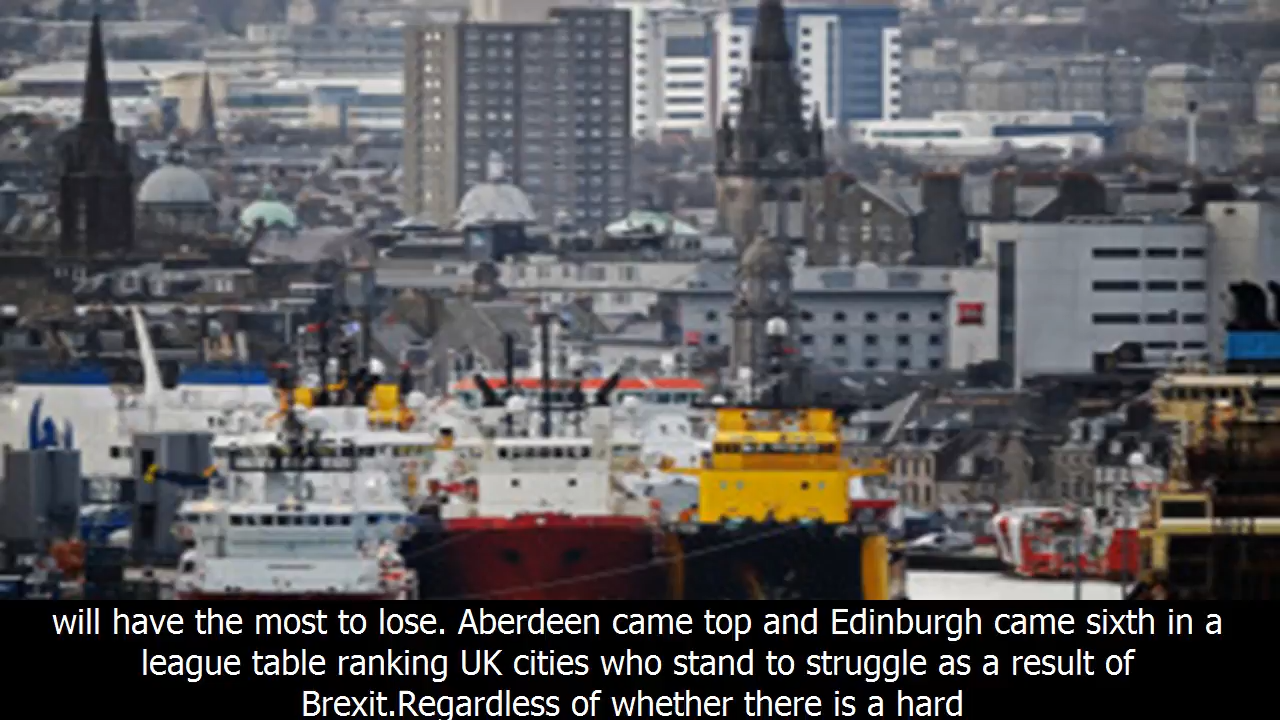 will have the most to lose. Aberdeen came top and Edinburgh came sixth in a
league table ranking UK cities who stand to struggle as a result of
Brexit.Regardless of whether there is a hard